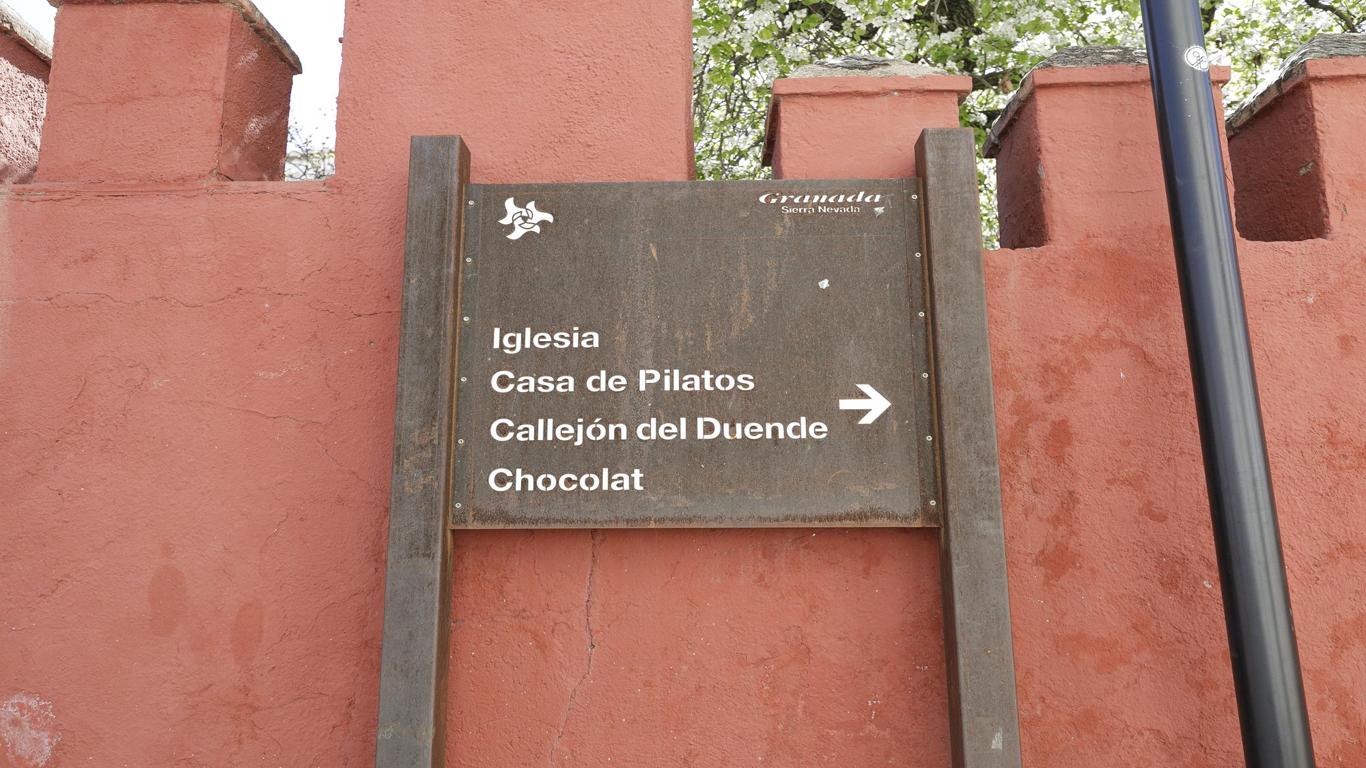 Granada
Sierra Nevada
Iglesia
Casa de Pilatos
Callejón del Duende
Chocolat